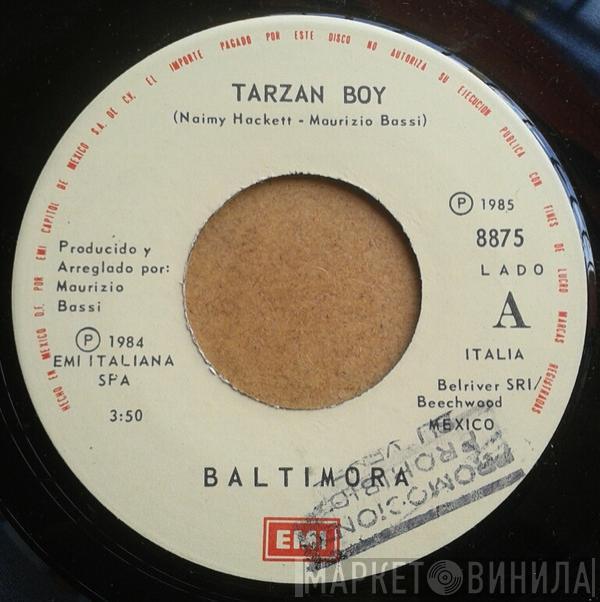 HECHO EN MEXICO D.F. POR EMI CAPITOL DE MEXICO S.A. DE C.V. EL IMPORTE PAGADO POR ESTE DISCO NO AUTORIZA SU EJECUCION PUBLICA CON FINES DE LUCRO MARCAS REGISTRADAS
TARZAN BOY
(Naimy Hackett - Maurizio Bassi)
Ⓟ 1985
8875
LADO
A
Producido y
Arreglado por:
Maurizio
Bassi
Ⓟ 1984
EMI ITALIANA
SPA
3:50
ITALIA
Belriver SRI/
Beechwood
MEXICO
BALTIMORA
PROMOCION
PROHIBIDA
SU VE
EMI
МАРКЕТ ВИНИЛА